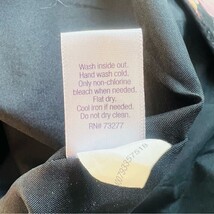 Wash inside out.
Hand wash cold.
Only non-chlorine
bleach when needed.
Flat dry.
Cool iron if needed.
Do not dry clean.
RN# 73277